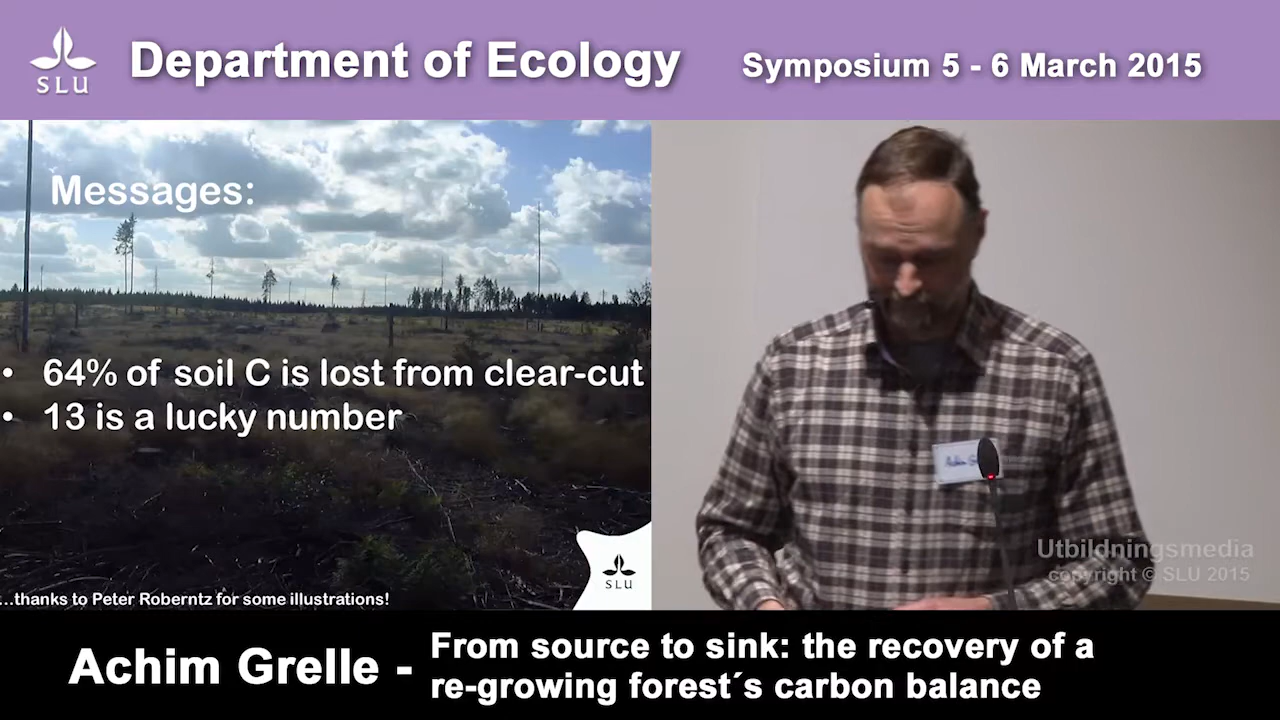 SLU
Department of Ecology
Symposium 5 - 6 March 2015
Messages:
• 64% of soil C is lost from clear-cut
• 13 is a lucky number
SLU
...thanks to Peter Roberntz for some illustrations!
Utbildningsmedia
copyright © SLU 2015
Achim Grelle -
From source to sink: the recovery of a
re-growing forest´s carbon balance